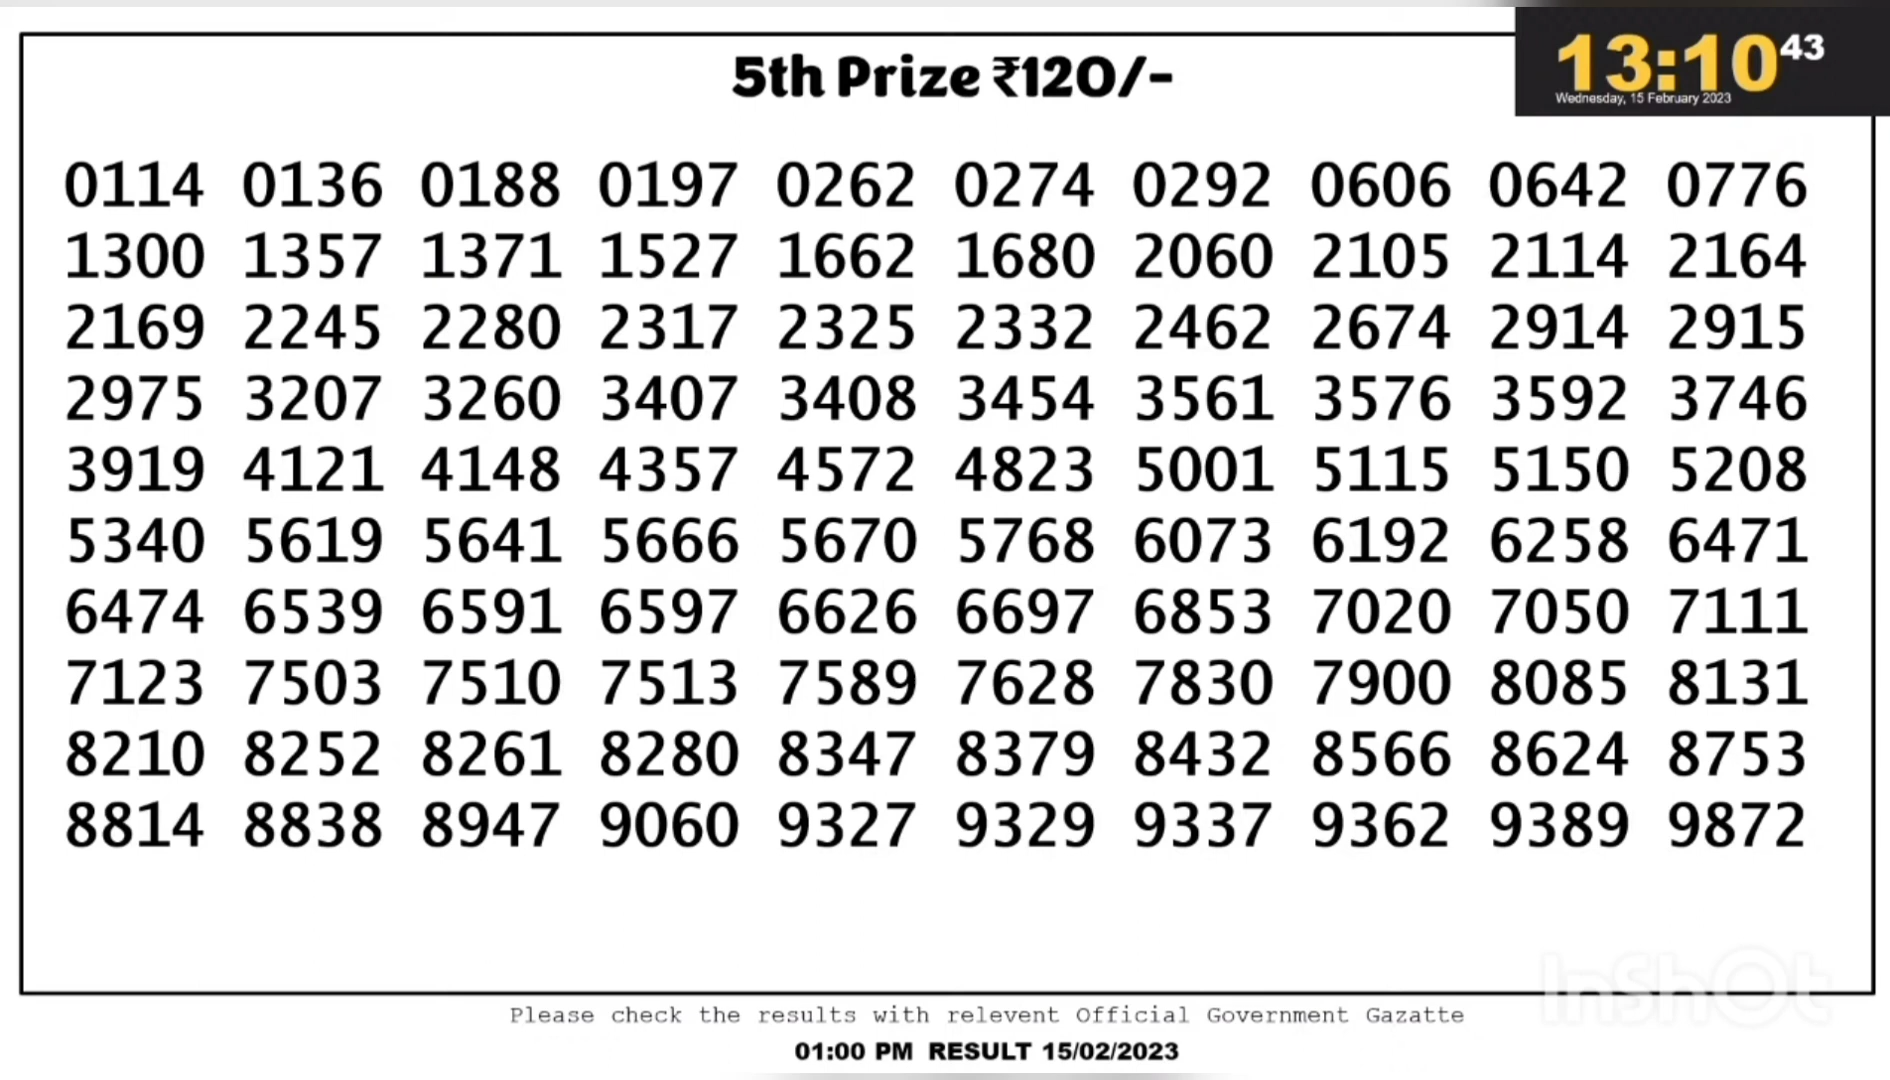 13:10 43
Wednesday, 15 February 2023
5th Prize ₹120/-
0114 0136 0188 0197 0262 0274 0292 0606 0642 0776
1300 1357 1371 1527 1662 1680 2060 2105 2114 2164
2169 2245 2280 2317 2325 2332 2462 2674 2914 2915
2975 3207 3260 3407 3408 3454 3561 3576 3592 3746
3919 4121 4148 4357 4572 4823 5001 5115 5150 5208
5340 5619 5641 5666 5670 5768 6073 6192 6258 6471
6474 6539 6591 6597 6626 6697 6853 7020 7050 7111
7123 7503 7510 7513 7589 7628 7830 7900 8085 8131
8210 8252 8261 8280 8347 8379 8432 8566 8624 8753
8814 8838 8947 9060 9327 9329 9337 9362 9389 9872
InShOt
Please check the results with relevent Official Government Gazatte
01:00 PM RESULT 15/02/2023